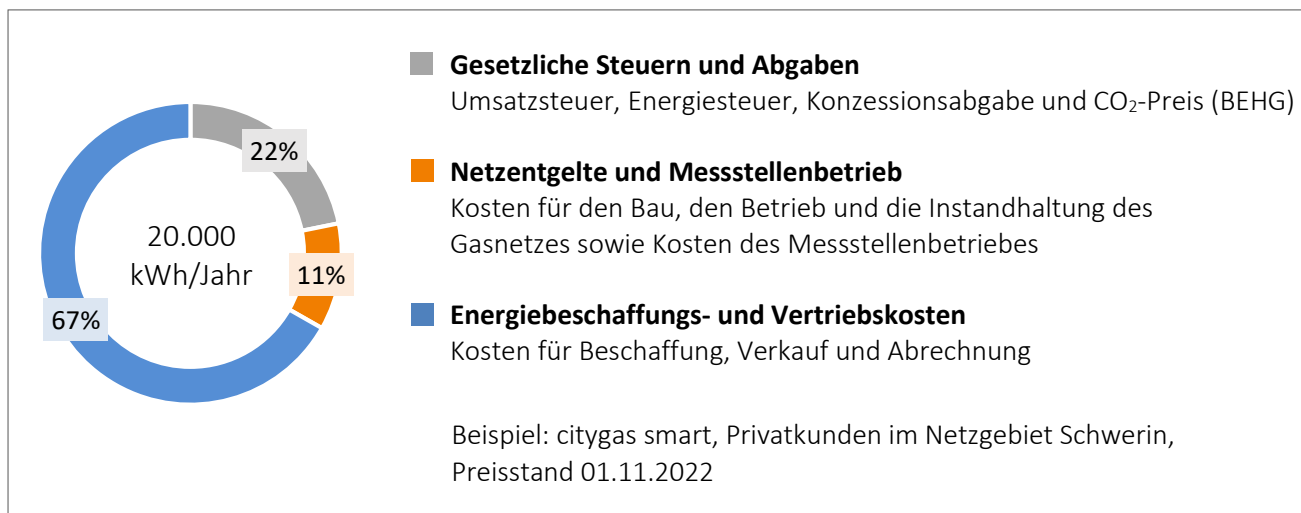 Gesetzliche Steuern und Abgaben
Umsatzsteuer, Energiesteuer, Konzessionsabgabe und CO₂-Preis (BEHG)
22%
Netzentgelte und Messstellenbetrieb
Kosten für den Bau, den Betrieb und die Instandhaltung des
Gasnetzes sowie Kosten des Messstellenbetriebes
20.000
kWh/Jahr
11%
67%
Energiebeschaffungs- und Vertriebskosten
Kosten für Beschaffung, Verkauf und Abrechnung
Beispiel: citygas smart, Privatkunden im Netzgebiet Schwerin,
Preisstand 01.11.2022